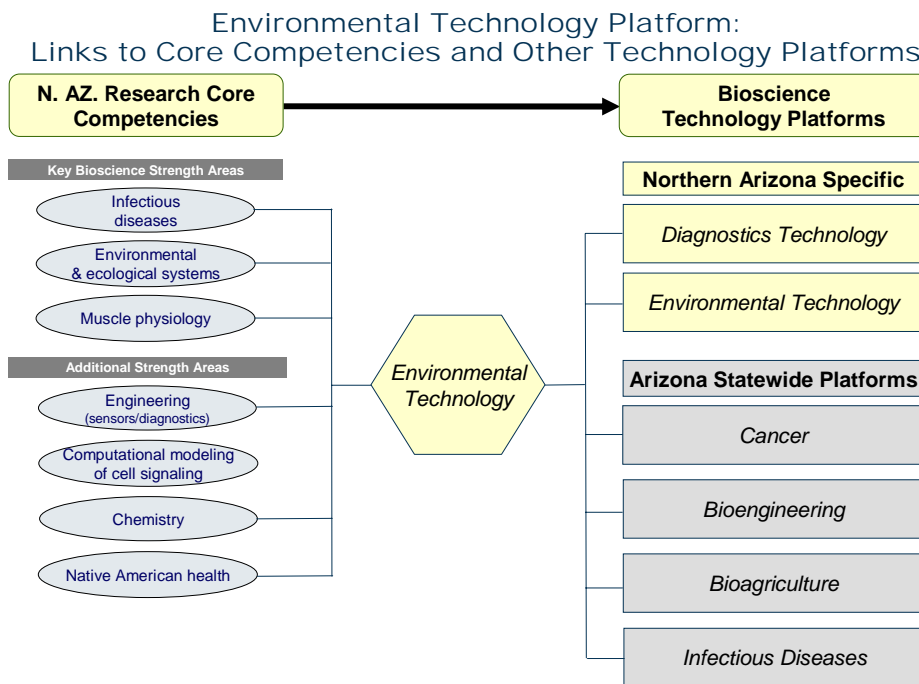 Environmental Technology Platform:
Links to Core Competencies and Other Technology Platforms
N. AZ. Research Core
Competencies
Bioscience
Technology Platforms
Key Bioscience Strength Areas
Infectious
diseases
Environmental
& ecological systems
Muscle physiology
Additional Strength Areas
Engineering
(sensors/diagnostics)
Computational modeling
of cell signaling
Chemistry
Native American health
Environmental
Technology
Northern Arizona Specific
Diagnostics Technology
Environmental Technology
Arizona Statewide Platforms
Cancer
Bioengineering
Bioagriculture
Infectious Diseases